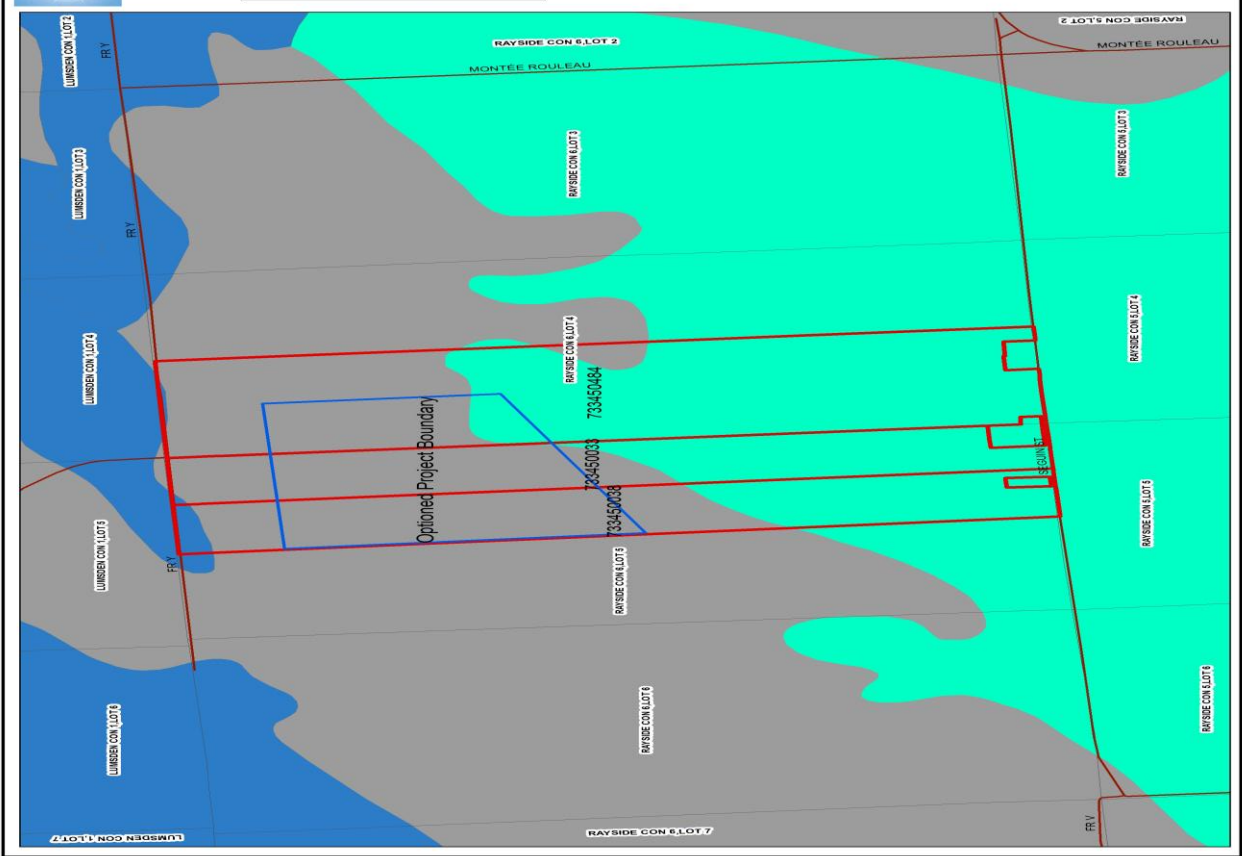 LUMSDEN CON 1,LOT 2
FR Y
RAYSIDE CON 6,LOT 2
RAYSIDE CON 5,LOT 2
MONTÉE ROULEAU
MONTÉE ROULEAU
LUMSDEN CON 1,LOT 3
FR Y
RAYSIDE CON 6,LOT 3
RAYSIDE CON 5,LOT 3
LUMSDEN CON 1,LOT 4
RAYSIDE CON 6,LOT 4
RAYSIDE CON 5,LOT 4
Optioned Project Boundary
733450484
733450033
733450038
SEGUIN ST
LUMSDEN CON 1,LOT 5
FR Y
RAYSIDE CON 6,LOT 5
RAYSIDE CON 5,LOT 5
LUMSDEN CON 1,LOT 6
RAYSIDE CON 6,LOT 6
RAYSIDE CON 5,LOT 6
LUMSDEN CON 1,LOT 7
RAYSIDE CON 6,LOT 7
FR V